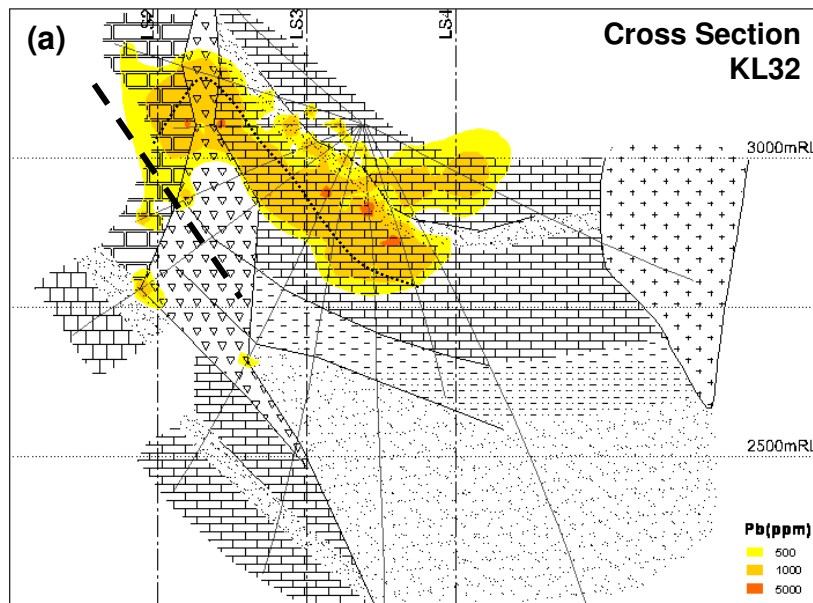 (a)
LS2
LS3
LS4
Cross Section
KL32
3000mRL
2500mRL
Pb(ppm)
500
1000
5000